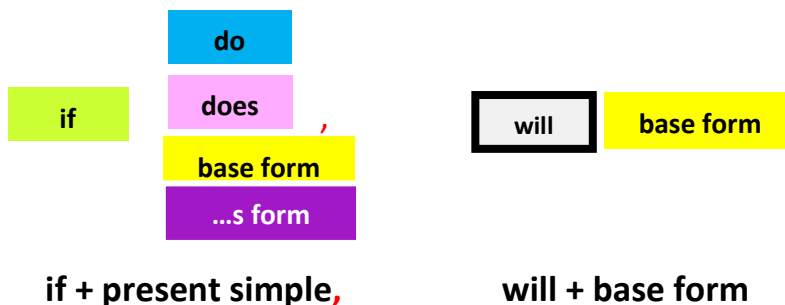 do
if
does
,
base form
...s form
will
base form
if + present simple,
will + base form